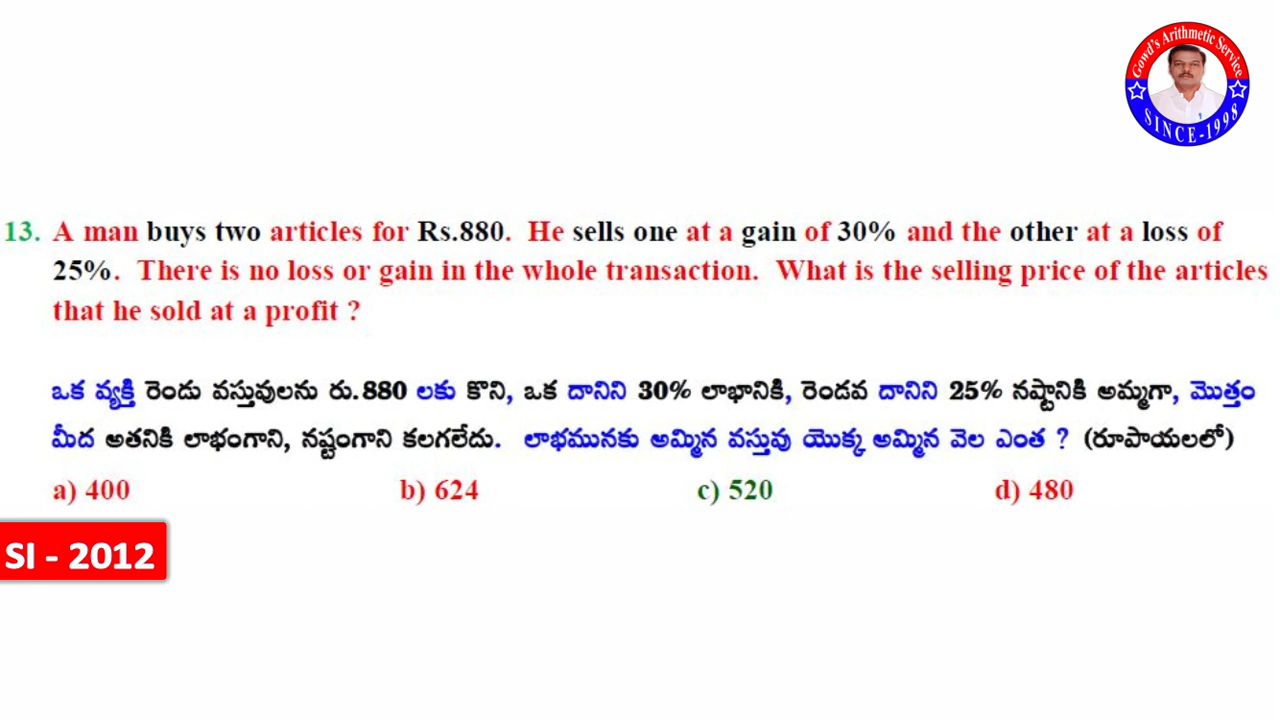 Gowd's Arithmetic Service
SINCE-1998
13. A man buys two articles for Rs.880. He sells one at a gain of 30% and the other at a loss of
25%. There is no loss or gain in the whole transaction. What is the selling price of the articles
that he sold at a profit ?
ఒక వ్యక్తి రెండు వస్తువులను రు.880 లకు కొని, ఒక దానిని 30% లాభానికి, రెండవ దానిని 25% నష్టానికి అమ్మగా, మొత్తం
మీద అతనికి లాభంగాని, నష్టంగాని కలగలేదు. లాభమునకు అమ్మిన వస్తువు యొక్క అమ్మిన వెల ఎంత ? (రూపాయలలో)
a) 400 b) 624 c) 520 d) 480
SI - 2012